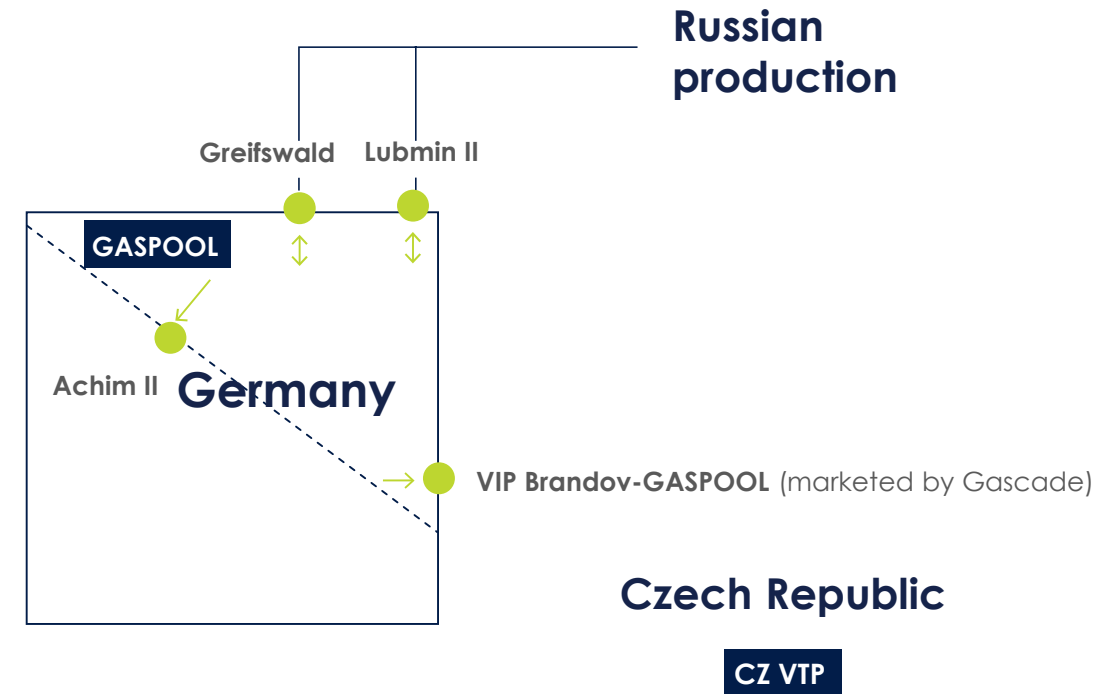 Russian
production
Greifswald
Lubmin II
GASPOOL
Achim II
Germany
VIP Brandov-GASPOOL (marketed by Gascade)
Czech Republic
CZ VTP